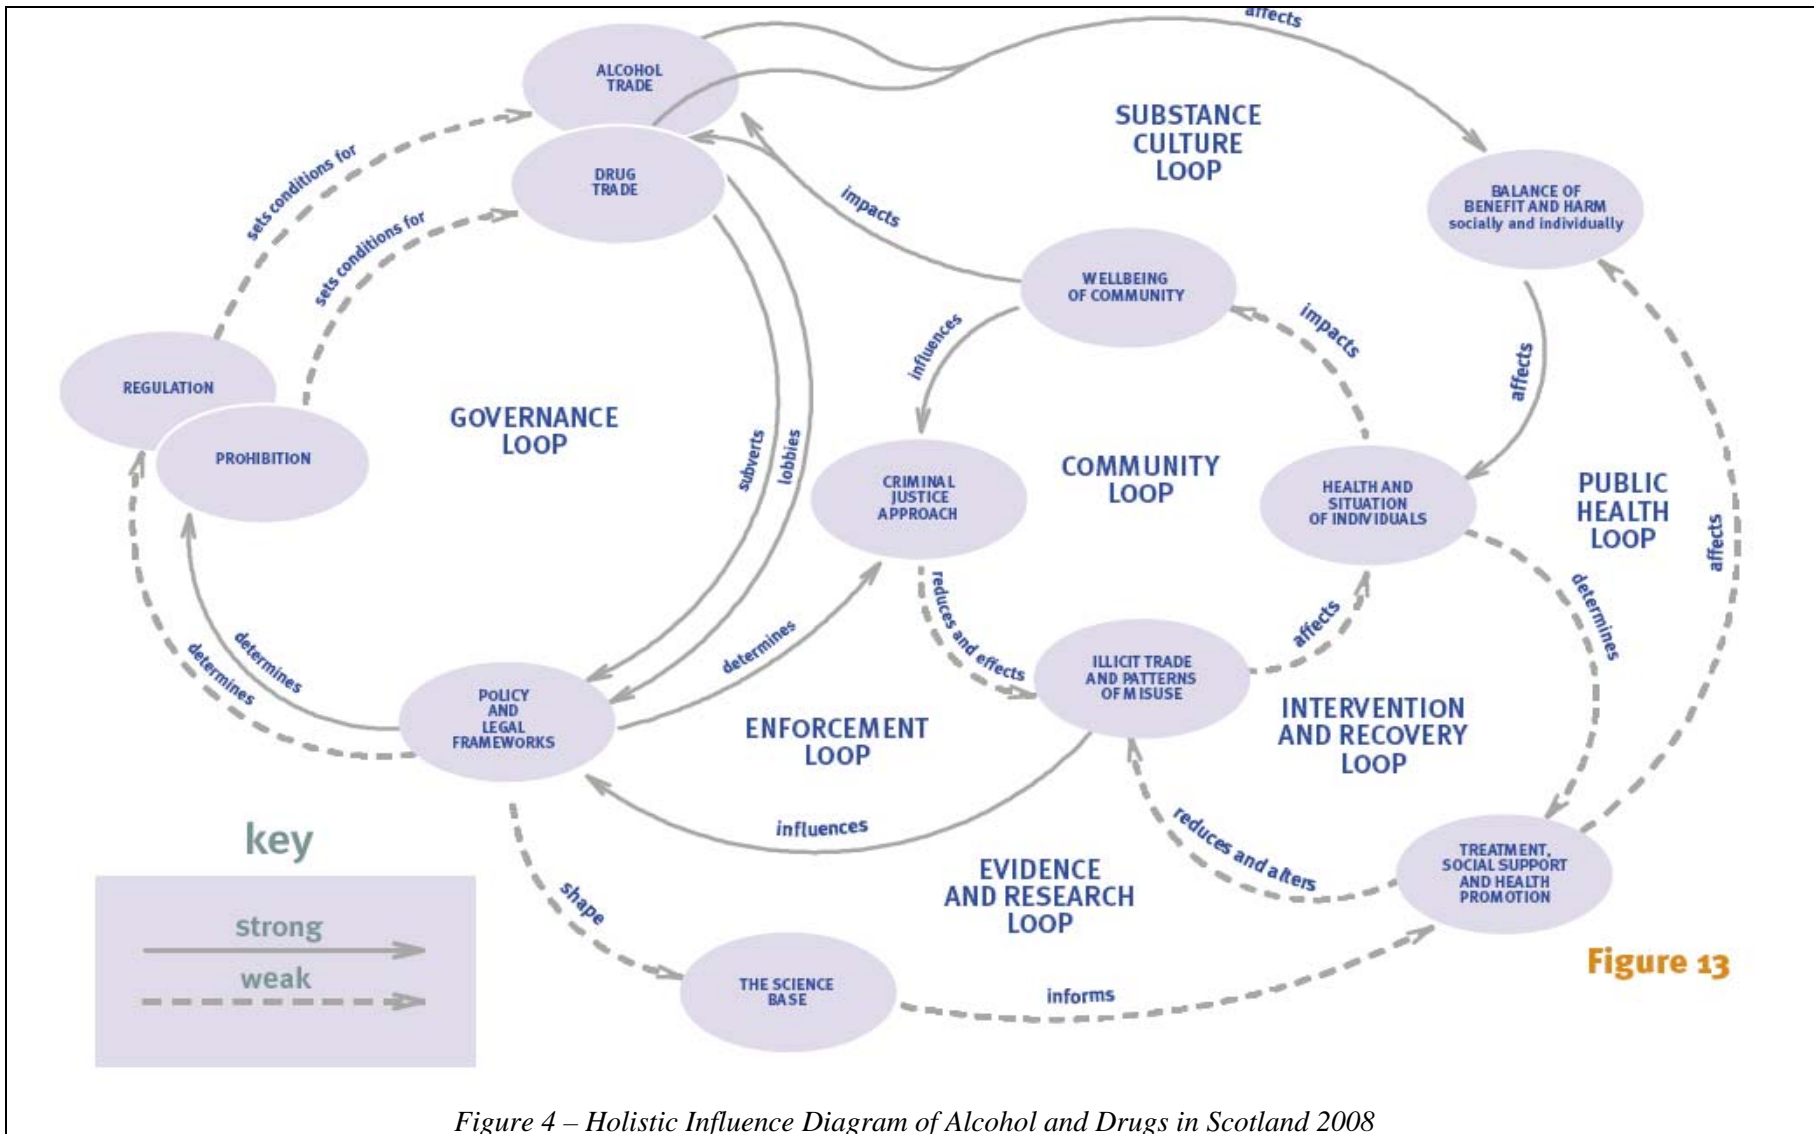 affects
ALCOHOL
TRADE
SUBSTANCE
CULTURE
LOOP
DRUG
TRADE
sets conditions for
impacts
BALANCE OF
BENEFIT AND HARM
socially and individually
sets conditions for
WELLBEING
OF COMMUNITY
impacts
influences
affects
REGULATION
GOVERNANCE
LOOP
PROHIBITION
subverts
lobbies
COMMUNITY
LOOP
CRIMINAL
JUSTICE
APPROACH
HEALTH AND
SITUATION
OF INDIVIDUALS
PUBLIC
HEALTH
LOOP
affects
reduces and effects
determines
affects
determines
determines
determines
ILLICIT TRADE
AND PATTERNS
OF MISUSE
POLICY
AND
LEGAL
FRAMEWORKS
ENFORCEMENT
LOOP
INTERVENTION
AND RECOVERY
LOOP
influences
reduces and alters
key
strong
weak
shape
EVIDENCE
AND RESEARCH
LOOP
TREATMENT,
SOCIAL SUPPORT
AND HEALTH
PROMOTION
THE SCIENCE
BASE
informs
Figure 13
Figure 4 – Holistic Influence Diagram of Alcohol and Drugs in Scotland 2008